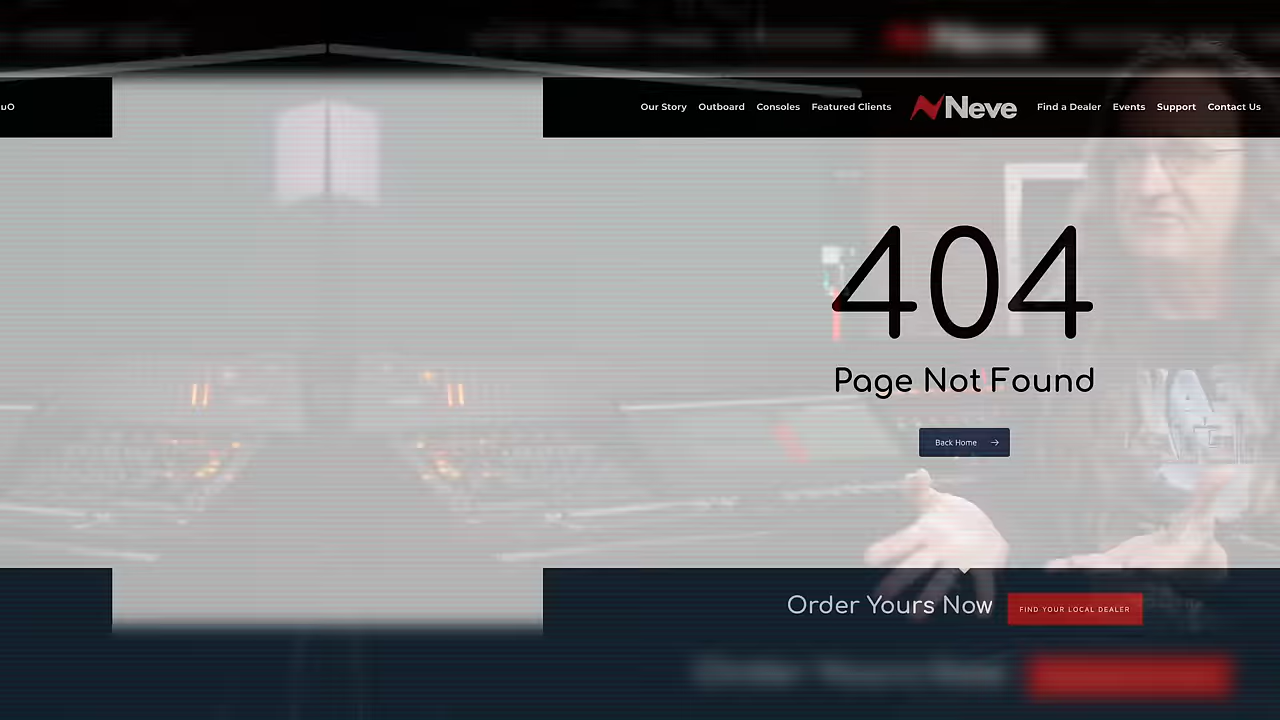 uO
Our Story Outboard Consoles Featured Clients Neve Find a Dealer Events Support Contact Us
404
Page Not Found
Back Home
Order Yours Now FIND YOUR LOCAL DEALER